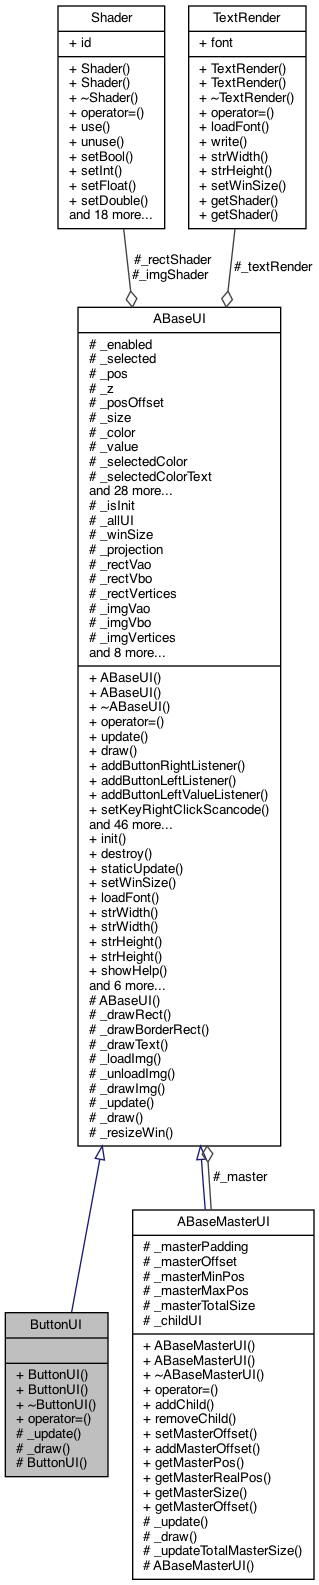 Shader
+ id
+ Shader()
+ Shader()
+ ~Shader()
+ operator=()
+ use()
+ unuse()
+ setBool()
+ setInt()
+ setFloat()
+ setDouble()
and 18 more...
TextRender
+ font
+ TextRender()
+ TextRender()
+ ~TextRender()
+ operator=()
+ loadFont()
+ write()
+ strWidth()
+ strHeight()
+ setWinSize()
+ getShader()
+ getShader()
#_rectShader
#_imgShader
#_textRender
ABaseUI
# _enabled
# _selected
# _pos
# _z
# _posOffset
# _size
# _color
# _value
# _selectedColor
# _selectedColorText
and 28 more...
# _isInit
# _allUI
# _winSize
# _projection
# _rectVao
# _rectVbo
# _rectVertices
# _imgVao
# _imgVbo
# _imgVertices
and 8 more...
+ ABaseUI()
+ ABaseUI()
+ ~ABaseUI()
+ operator=()
+ update()
+ draw()
+ addButtonRightListener()
+ addButtonLeftListener()
+ addButtonLeftValueListener()
+ setKeyRightClickScancode()
and 46 more...
+ init()
+ destroy()
+ staticUpdate()
+ setWinSize()
+ loadFont()
+ strWidth()
+ strWidth()
+ strHeight()
+ strHeight()
+ showHelp()
and 6 more...
# ABaseUI()
# _drawRect()
# _drawBorderRect()
# _drawText()
# _loadImg()
# _unloadImg()
# _drawImg()
# _update()
# _draw()
# _resizeWin()
#_master
ABaseMasterUI
# _masterPadding
# _masterOffset
# _masterMinPos
# _masterMaxPos
# _masterTotalSize
# _childUI
+ ABaseMasterUI()
+ ABaseMasterUI()
+ ~ABaseMasterUI()
+ operator=()
+ addChild()
+ removeChild()
+ setMasterOffset()
+ addMasterOffset()
+ getMasterPos()
+ getMasterRealPos()
+ getMasterSize()
+ getMasterOffset()
# _update()
# _draw()
# _updateTotalMasterSize()
# ABaseMasterUI()
ButtonUI
+ ButtonUI()
+ ButtonUI()
+ ~ButtonUI()
+ operator=()
# _update()
# _draw()
# ButtonUI()